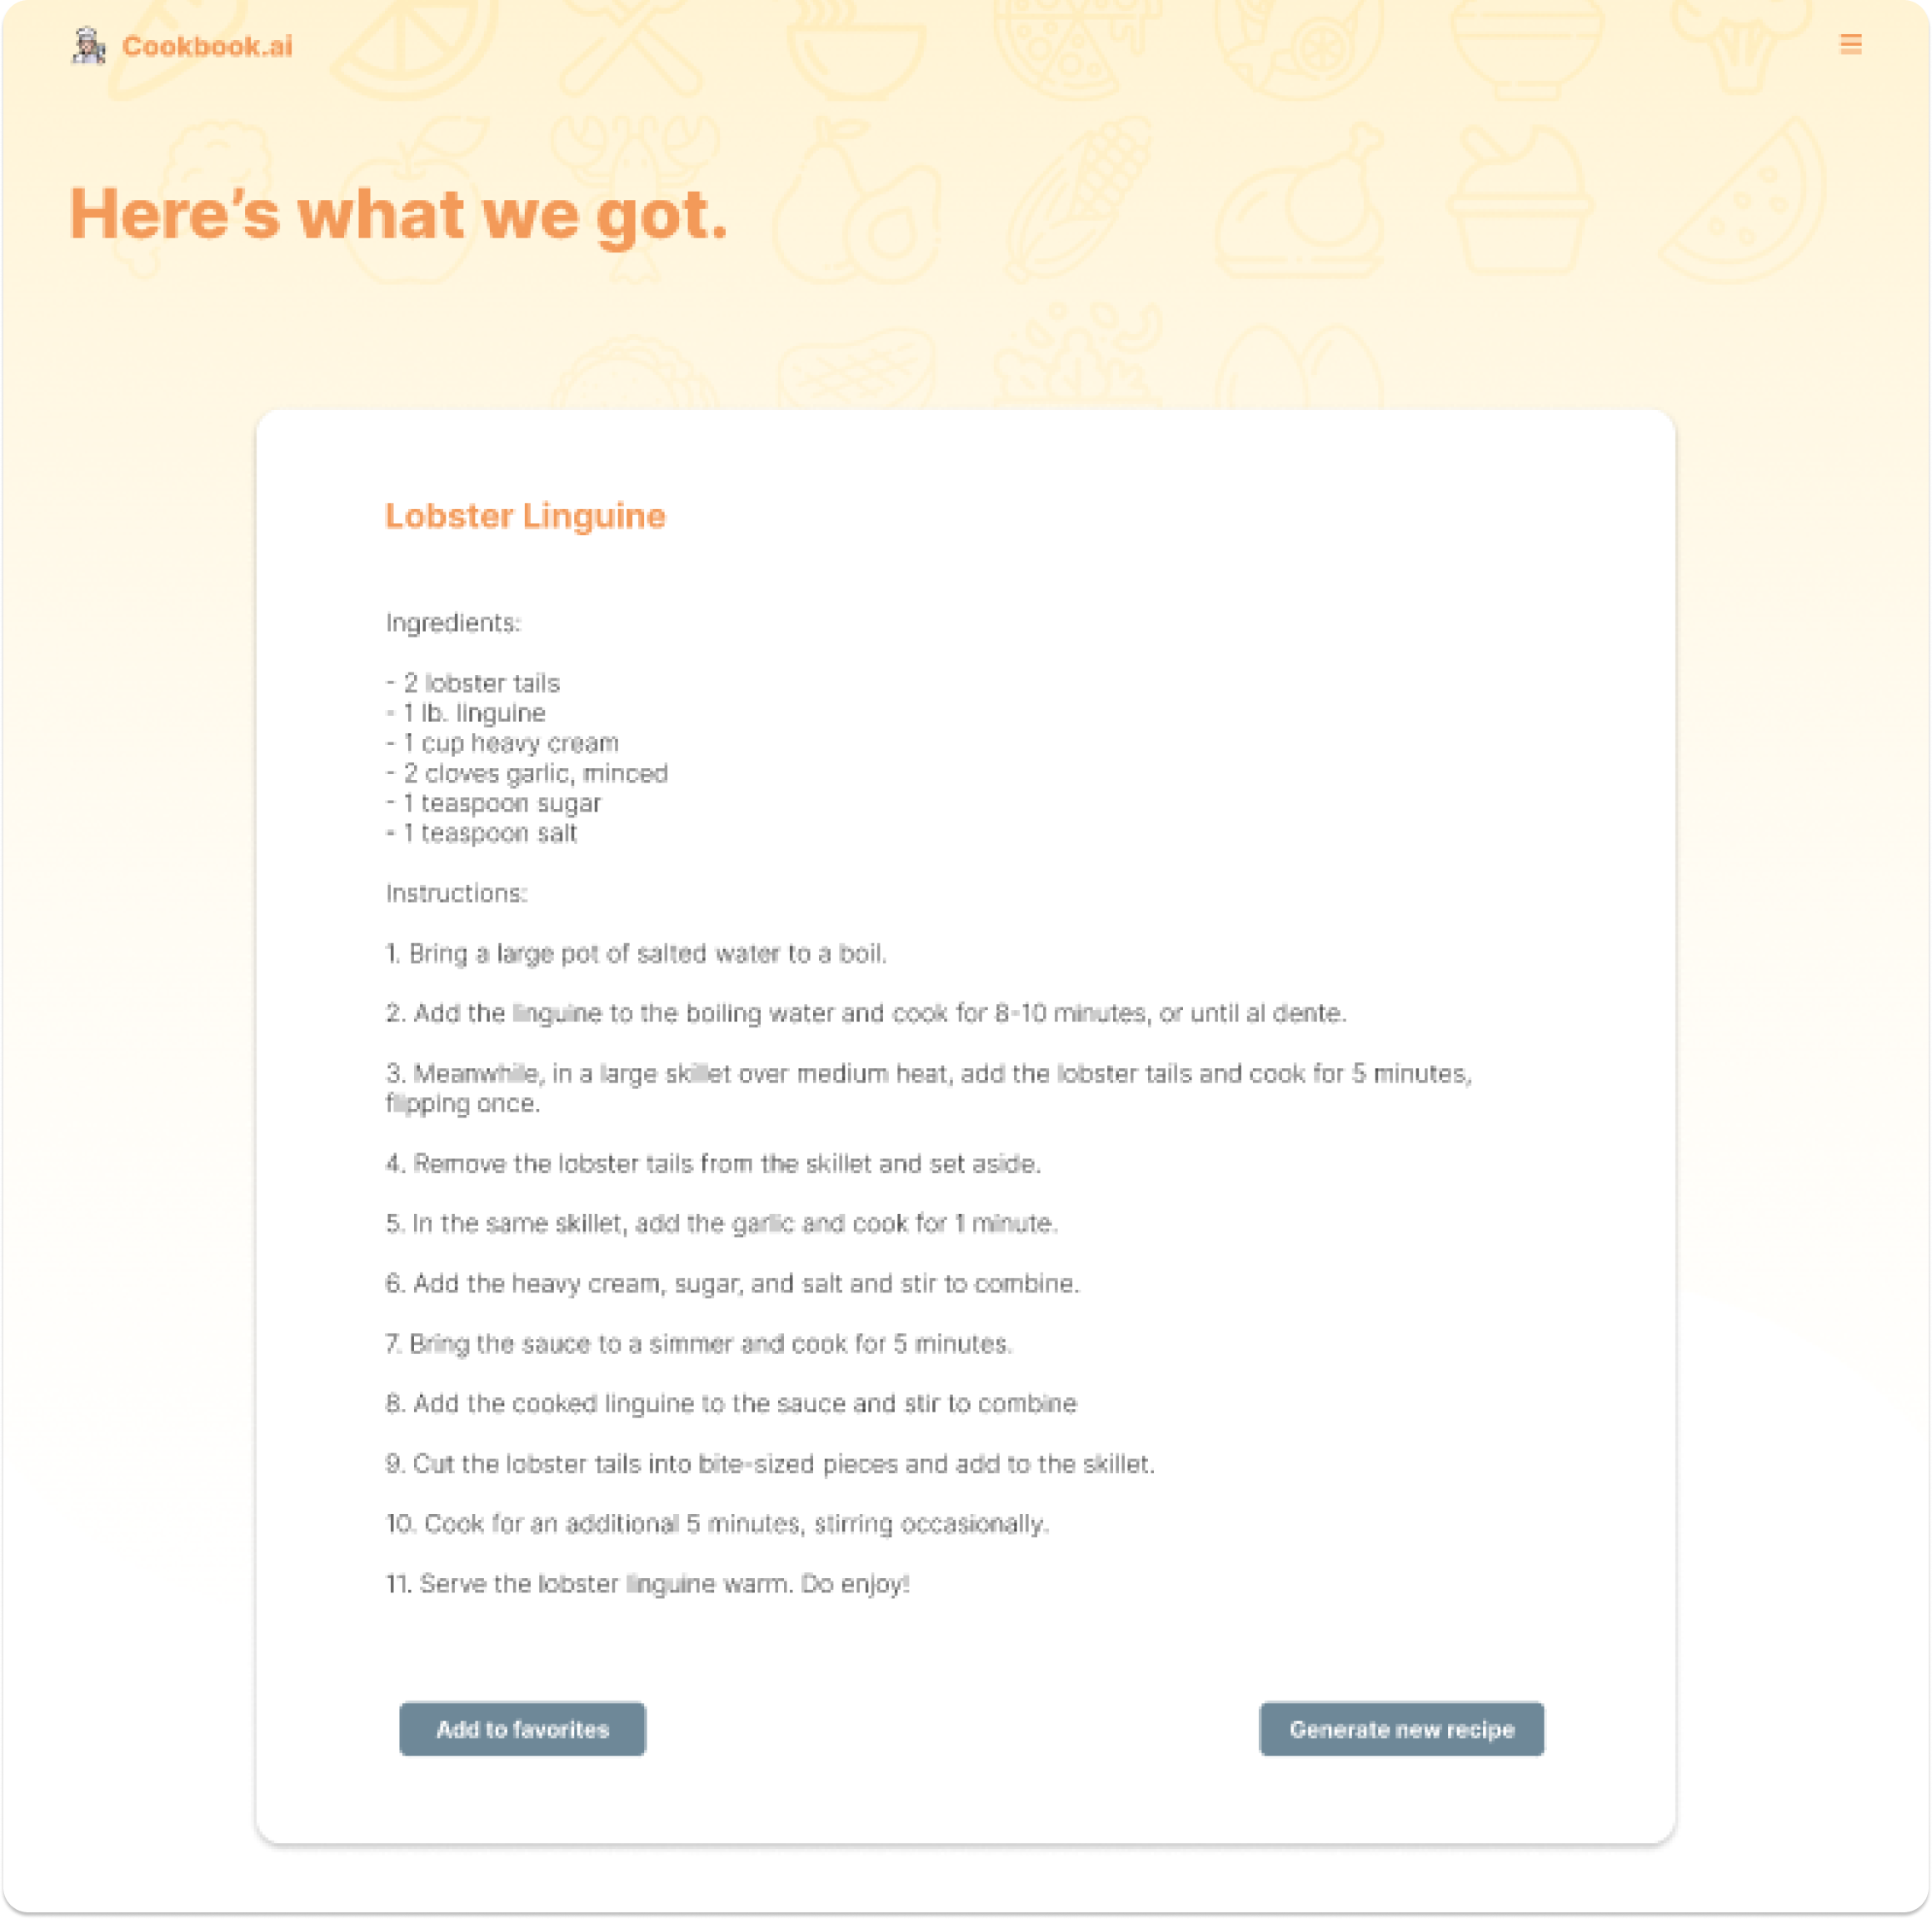 Cookbook.ai
Here’s what we got.
Lobster Linguine
Ingredients:
- 2 lobster tails
- 1 lb. linguine
- 1 cup heavy cream
- 2 cloves garlic, minced
- 1 teaspoon sugar
- 1 teaspoon salt
Instructions:
1. Bring a large pot of salted water to a boil.
2. Add the linguine to the boiling water and cook for 8-10 minutes, or until al dente.
3. Meanwhile, in a large skillet over medium heat, add the lobster tails and cook for 5 minutes,
flipping once.
4. Remove the lobster tails from the skillet and set aside.
5. In the same skillet, add the garlic and cook for 1 minute.
6. Add the heavy cream, sugar, and salt and stir to combine.
7. Bring the sauce to a simmer and cook for 5 minutes.
8. Add the cooked linguine to the sauce and stir to combine
9. Cut the lobster tails into bite-sized pieces and add to the skillet.
10. Cook for an additional 5 minutes, stirring occasionally.
11. Serve the lobster linguine warm. Do enjoy!
Add to favorites
Generate new recipe